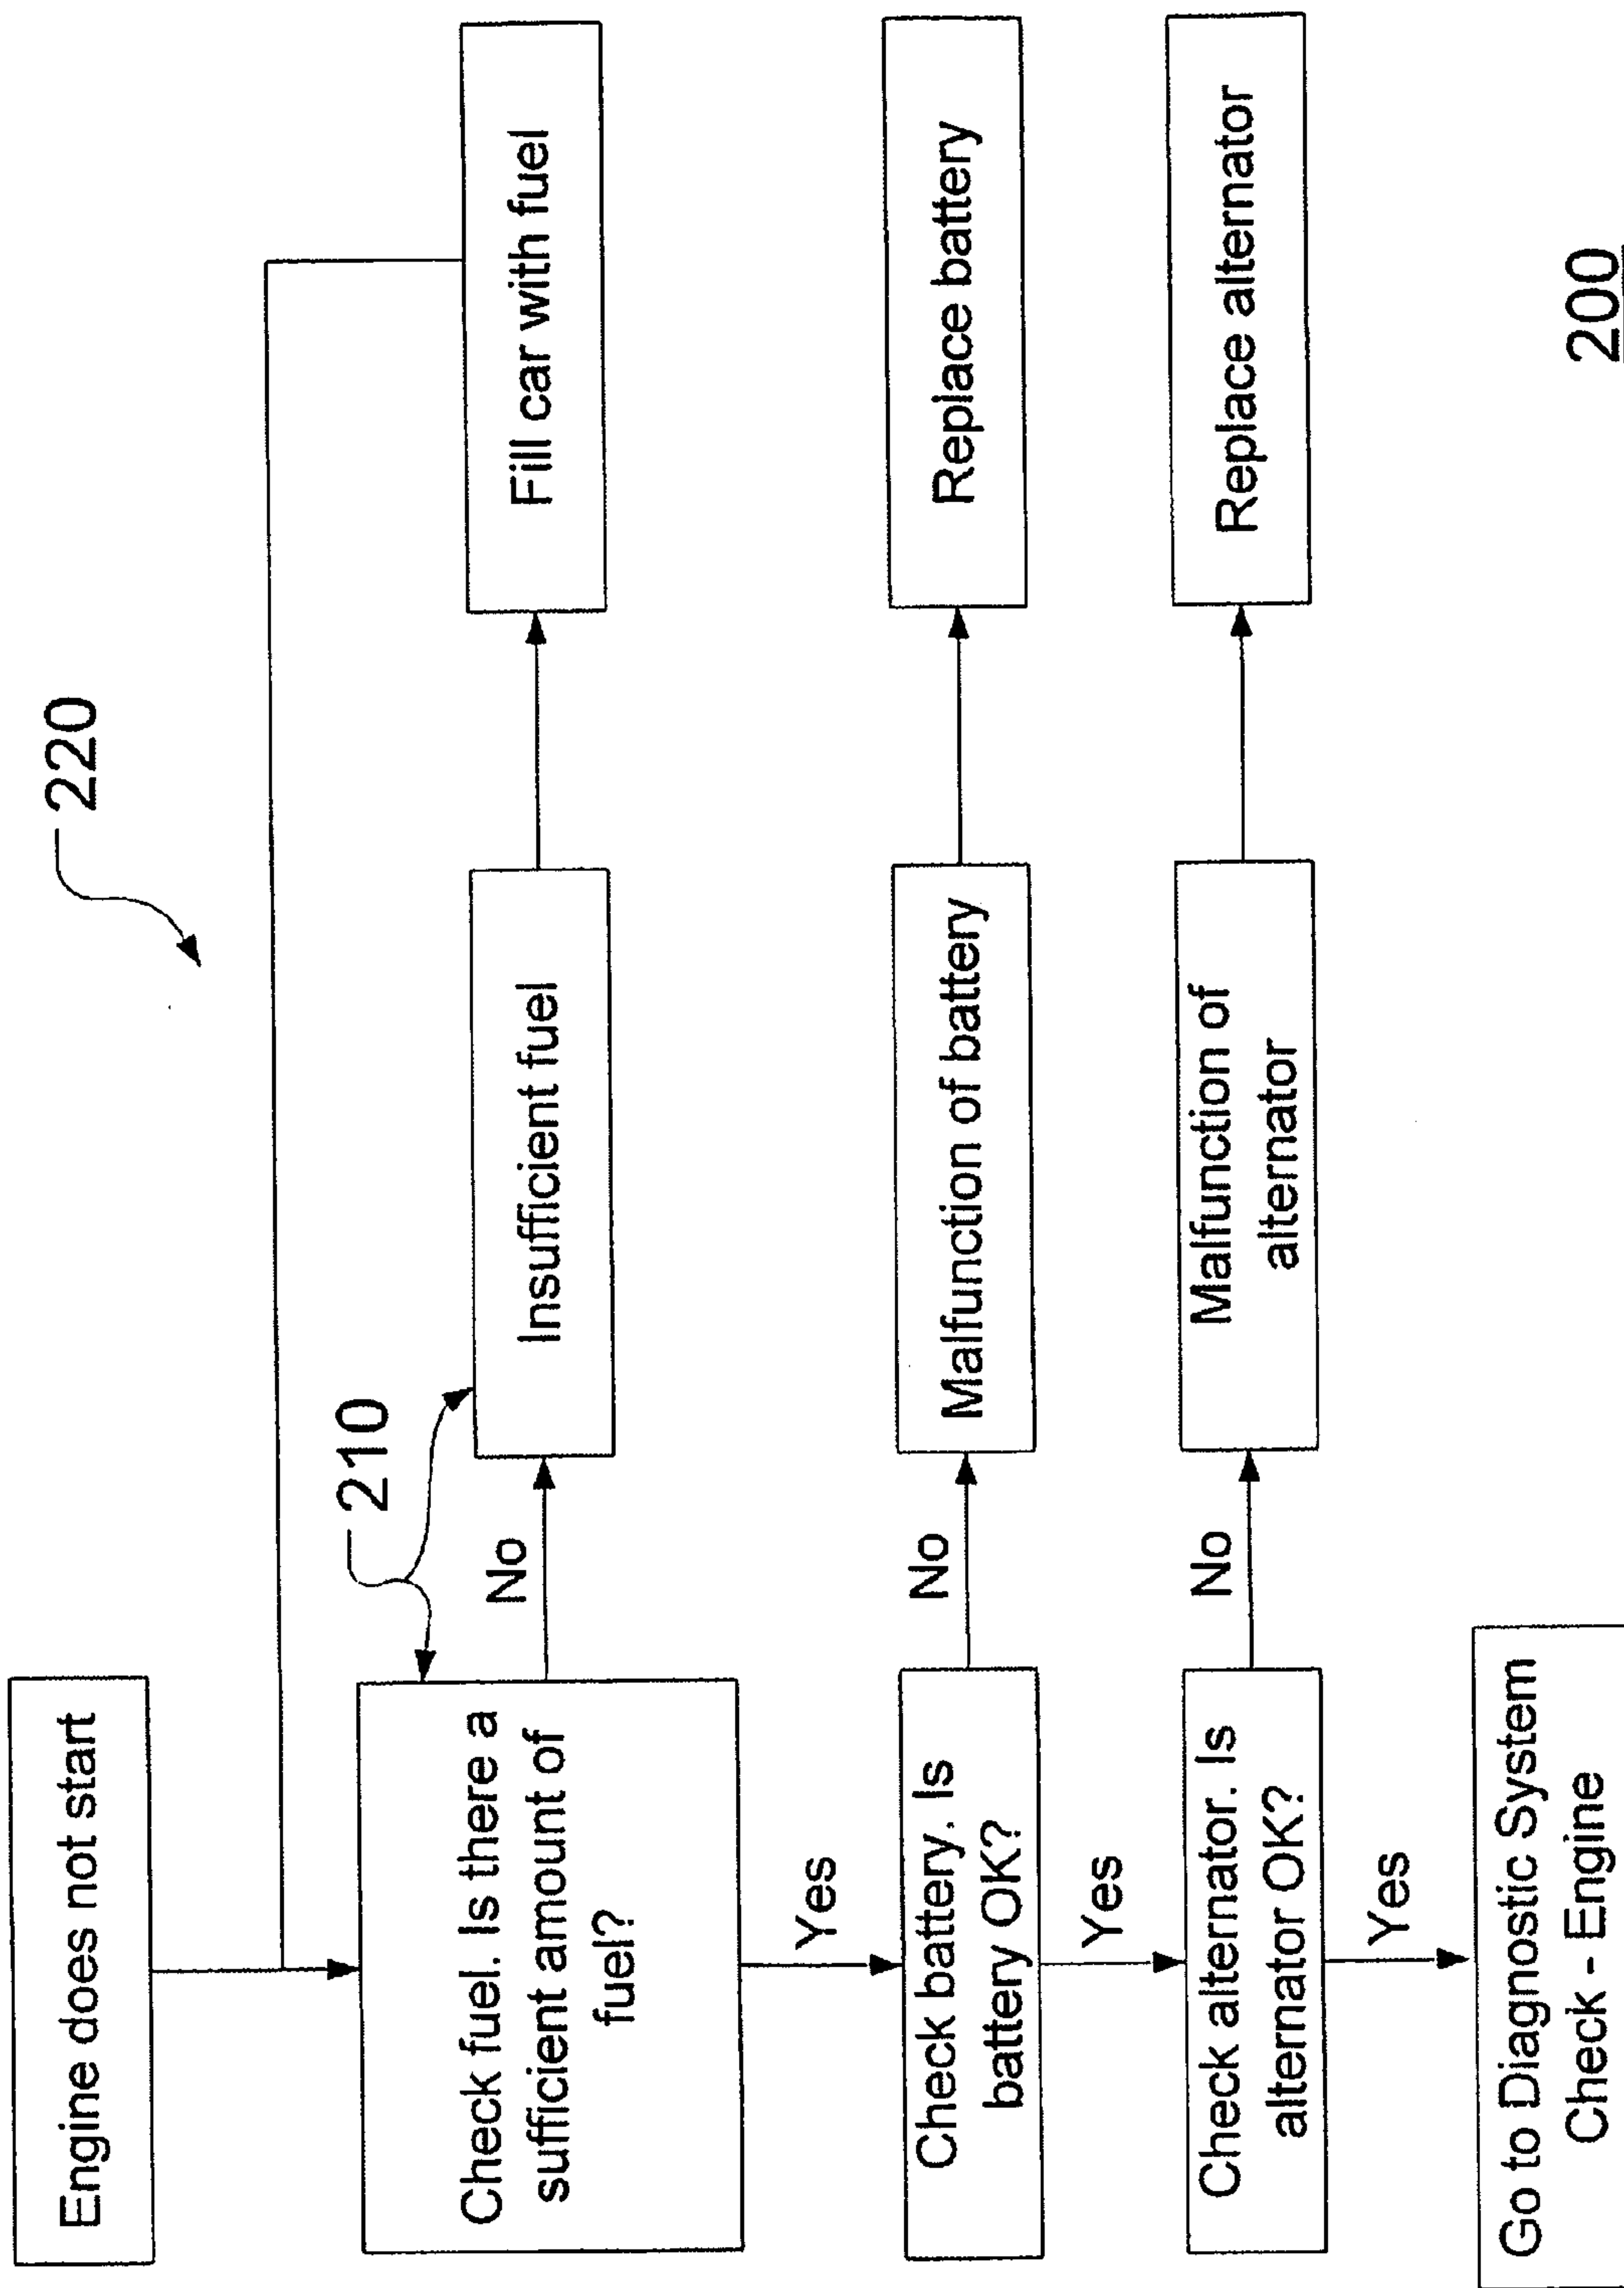 220
Engine does not start
210
Check fuel. Is there a
sufficient amount of
fuel?
No
Insufficient fuel
Fill car with fuel
Yes
Check battery. Is
battery OK?
No
Malfunction of battery
Replace battery
Yes
Check alternator. Is
alternator OK?
No
Malfunction of
alternator
Replace alternator
Yes
Go to Diagnostic System
Check - Engine
200